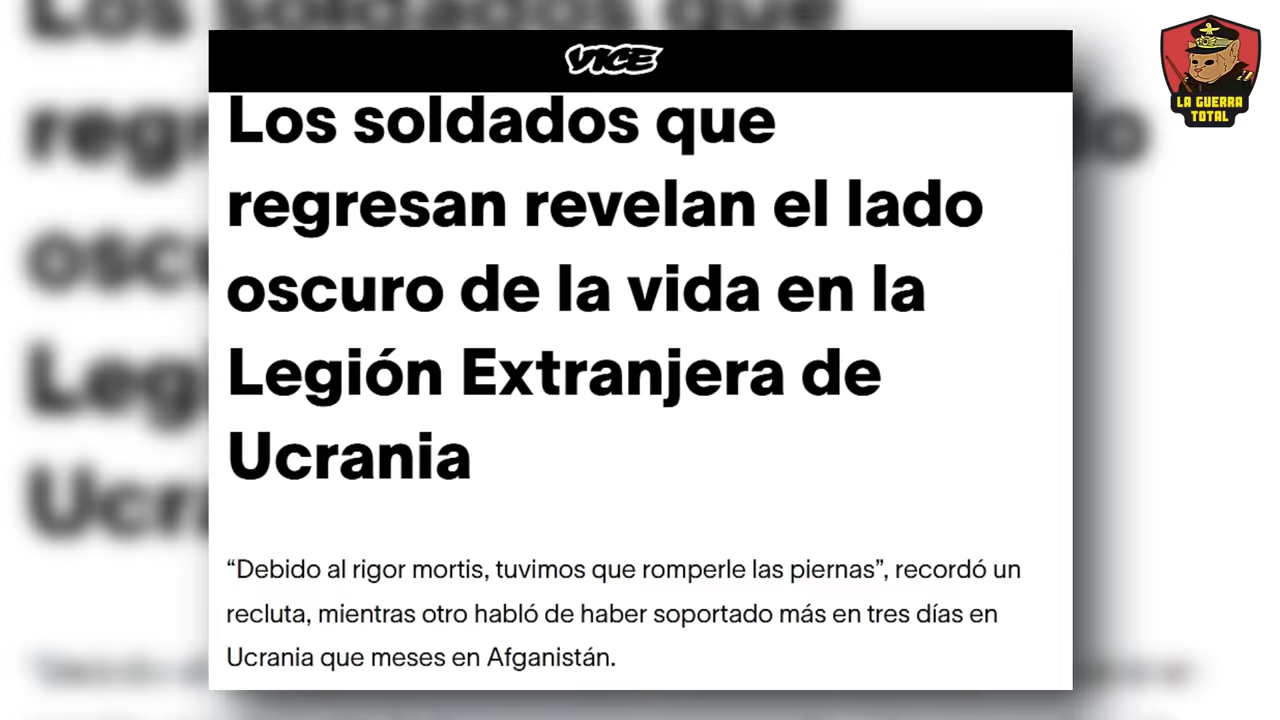 VICE
LA GUERRA
TOTAL
Los soldados que
regresan revelan el lado
oscuro de la vida en la
Legión Extranjera de
Ucrania
“Debido al rigor mortis, tuvimos que romperle las piernas”, recordó un
recluta, mientras otro habló de haber soportado más en tres días en
Ucrania que meses en Afganistán.